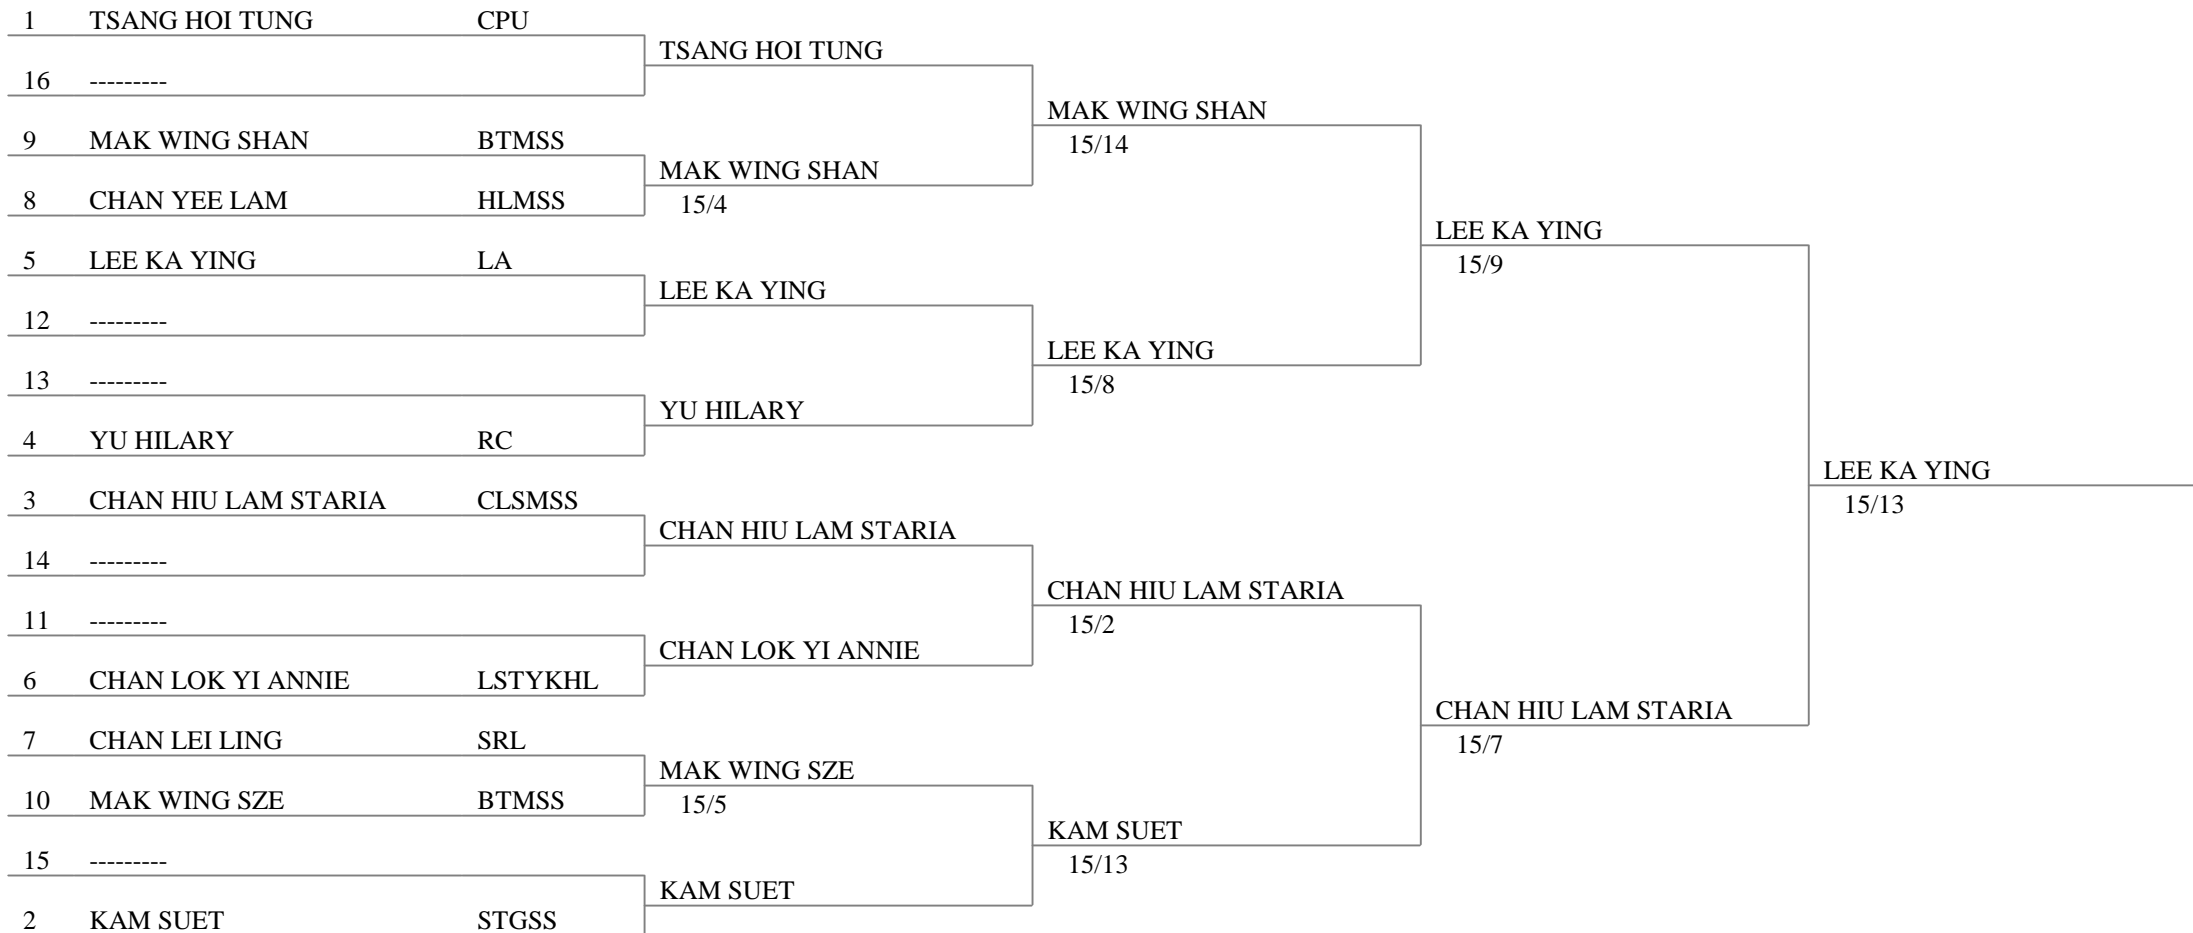 1 TSANG HOI TUNG CPU
TSANG HOI TUNG
16 ---------
MAK WING SHAN
15/14
9 MAK WING SHAN BTMSS
MAK WING SHAN
15/4
8 CHAN YEE LAM HLMSS
LEE KA YING
15/9
5 LEE KA YING LA
LEE KA YING
12 ---------
LEE KA YING
15/8
13 ---------
YU HILARY
4 YU HILARY RC
LEE KA YING
15/13
3 CHAN HIU LAM STARIA CLSMSS
CHAN HIU LAM STARIA
14 ---------
CHAN HIU LAM STARIA
15/2
11 ---------
CHAN LOK YI ANNIE
6 CHAN LOK YI ANNIE LSTYKHL
CHAN HIU LAM STARIA
15/7
7 CHAN LEI LING SRL
MAK WING SZE
15/5
10 MAK WING SZE BTMSS
KAM SUET
15/13
15 ---------
KAM SUET
2 KAM SUET STGSS